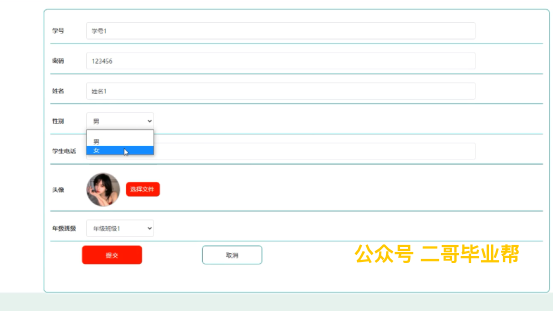 学号 学号1
密码 123456
姓名 姓名1
性别 男
男
女
学生电话
头像 选择文件
年级班级 年级班级1
提交 取消
公众号 二哥毕业帮